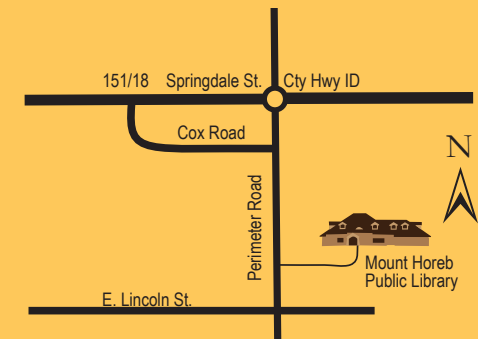 151/18 Springdale St. Cty Hwy ID
Cox Road
N
Perimeter Road
Mount Horeb
Public Library
E. Lincoln St.